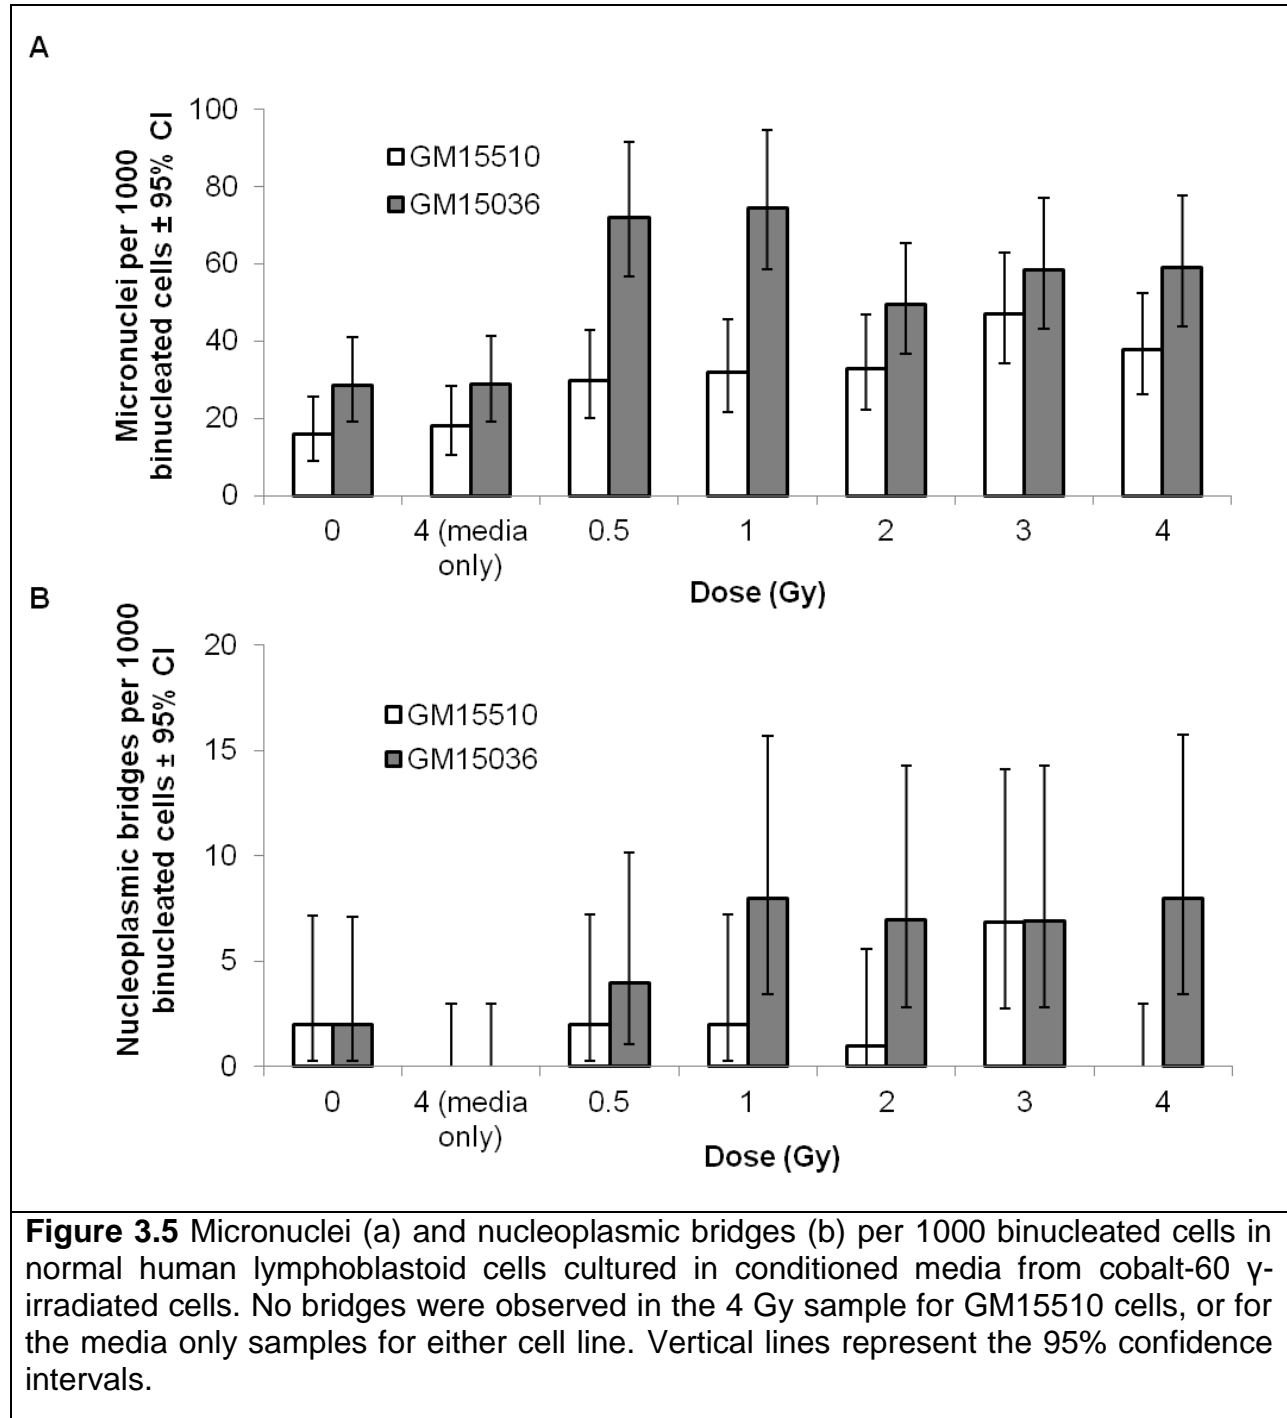 A
Micronuclei per 1000
binucleated cells ± 95% CI
100
80
60
40
20
0
GM15510
GM15036
0
4 (media
only)
0.5
1
2
3
4
Dose (Gy)
B
Nucleoplasmic bridges per 1000
binucleated cells ± 95% CI
20
15
10
5
0
GM15510
GM15036
0
4 (media
only)
0.5
1
2
3
4
Dose (Gy)
Figure 3.5 Micronuclei (a) and nucleoplasmic bridges (b) per 1000 binucleated cells in
normal human lymphoblastoid cells cultured in conditioned media from cobalt-60 γ-
irradiated cells. No bridges were observed in the 4 Gy sample for GM15510 cells, or for
the media only samples for either cell line. Vertical lines represent the 95% confidence
intervals.